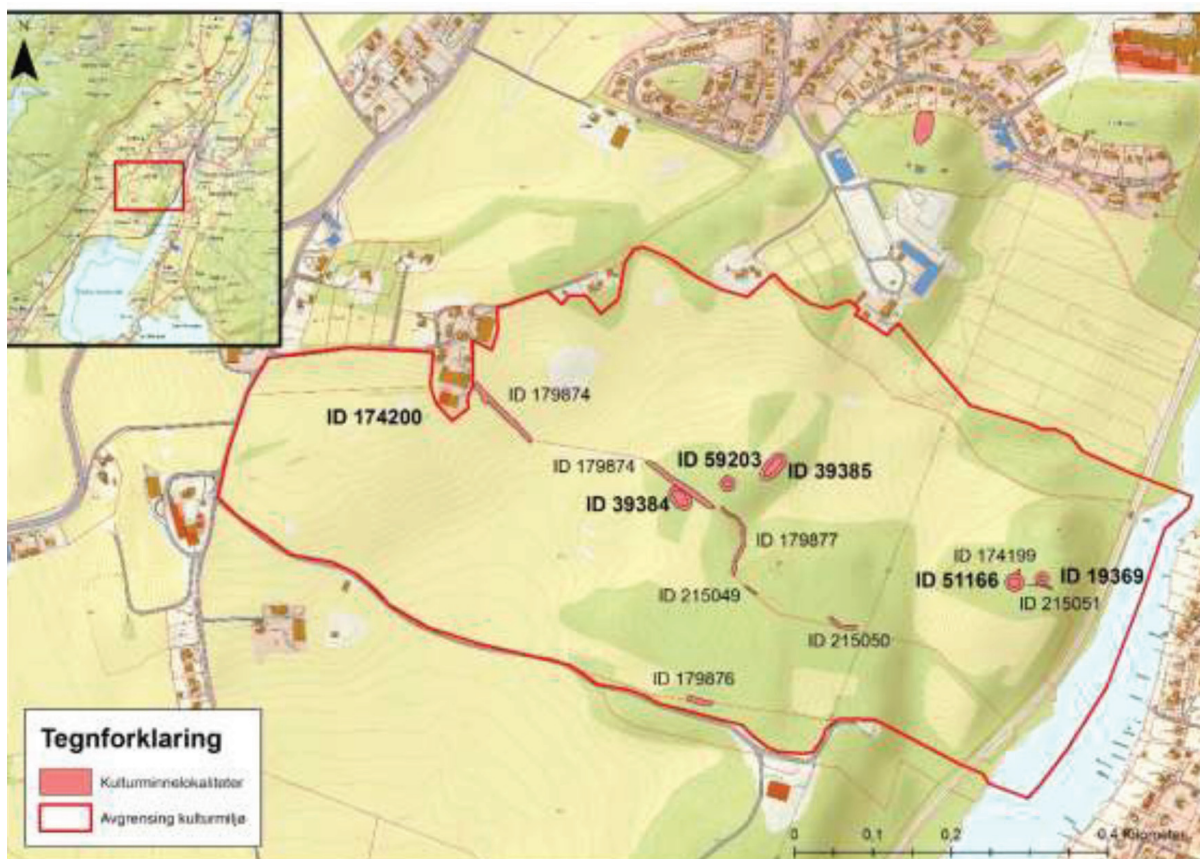 N
ID 174200
ID 179874
ID 179874
ID 59203
ID 39385
ID 39384
ID 179877
ID 174199
ID 51166
ID 19369
ID 215049
ID 215051
ID 215050
ID 179876
Tegnforklaring
Kulturminnelokaliteter
Avgrensing kulturmiljø
0 0,1 0,2 0,4 Kilometer